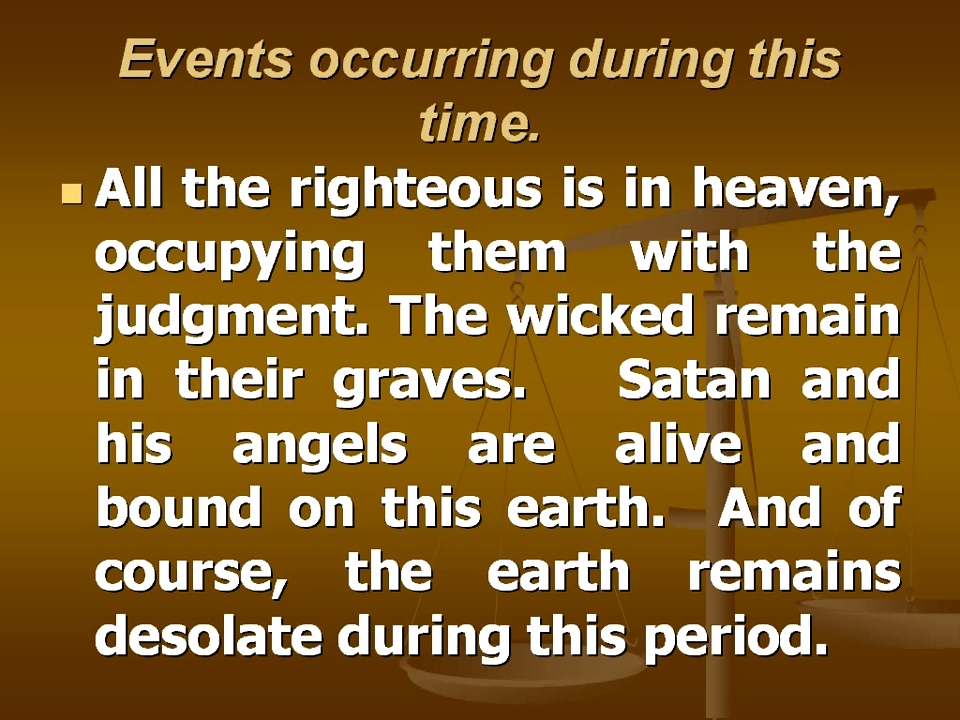 Events occurring during this
time.
All the righteous is in heaven,
occupying them with the
judgment. The wicked remain
in their graves. Satan and
his angels are alive and
bound on this earth. And of
course, the earth remains
desolate during this period.